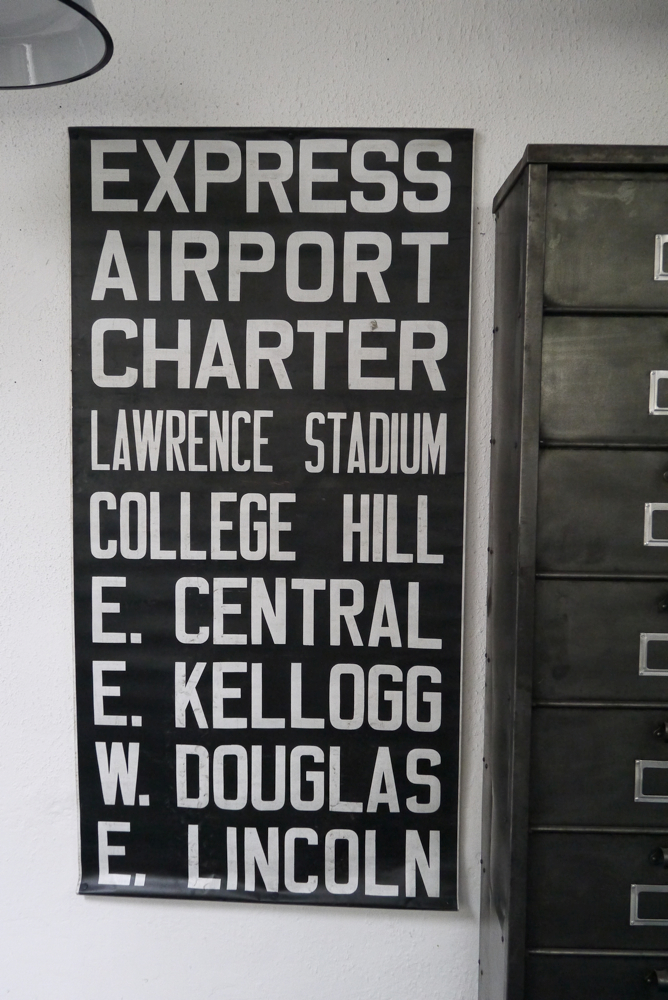 EXPRESS
AIRPORT
CHARTER
LAWRENCE STADIUM
COLLEGE HILL
E. CENTRAL
E. KELLOGG
W. DOUGLAS
E. LINCOLN